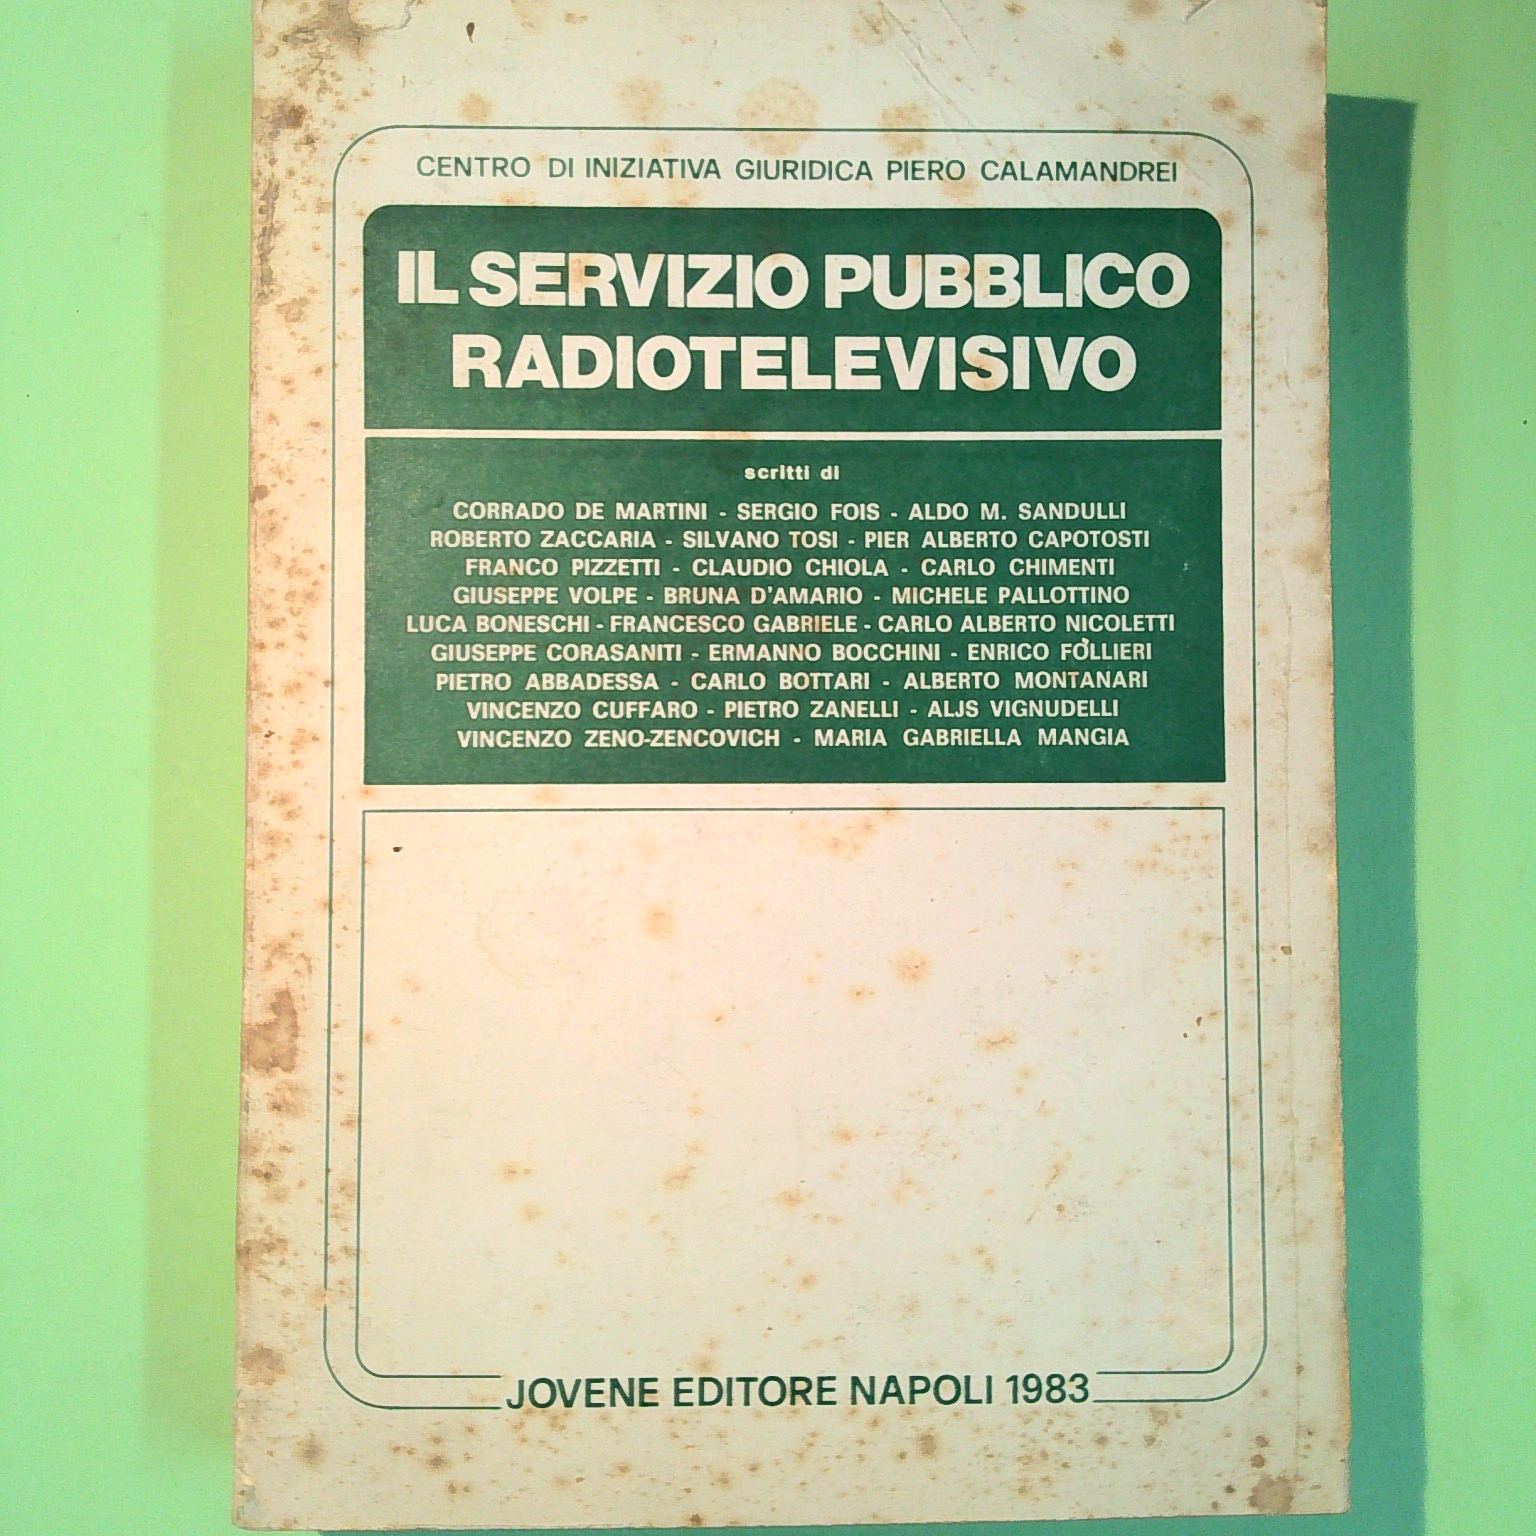 CENTRO DI INIZIATIVA GIURIDICA PIERO CALAMANDREI
IL SERVIZIO PUBBLICO
RADIOTELEVISIVO
scritti di
CORRADO DE MARTINI - SERGIO FOIS - ALDO M. SANDULLI
ROBERTO ZACCARIA - SILVANO TOSI - PIER ALBERTO CAPOTOSTI
FRANCO PIZZETTI - CLAUDIO CHIOLA - CARLO CHIMENTI
GIUSEPPE VOLPE - BRUNA D'AMARIO - MICHELE PALLOTTINO
LUCA BONESCHI - FRANCESCO GABRIELE - CARLO ALBERTO NICOLETTI
GIUSEPPE CORASANITI - ERMANNO BOCCHINI - ENRICO FOLLIERI
PIETRO ABBADESSA - CARLO BOTTARI - ALBERTO MONTANARI
VINCENZO CUFFARO - PIETRO ZANELLI - ALJS VIGNUDELLI
VINCENZO ZENO-ZENCOVICH - MARIA GABRIELLA MANGIA
JOVENE EDITORE NAPOLI 1983